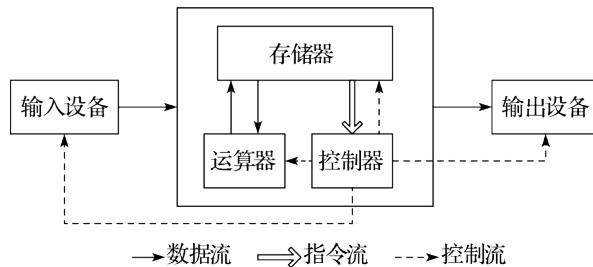 存储器
输入设备
输出设备
运算器
控制器
数据流
指令流
控制流